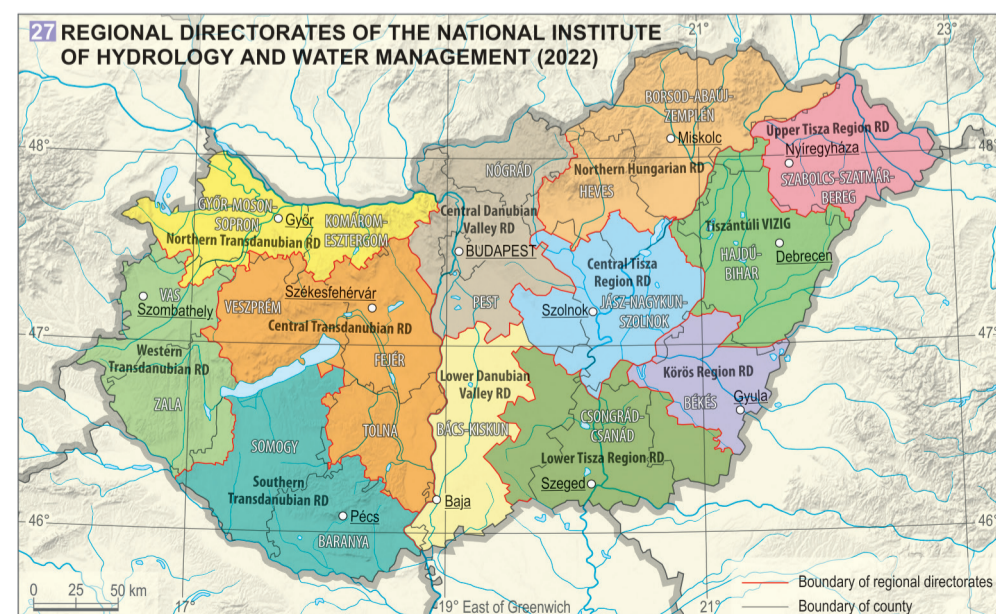 27 REGIONAL DIRECTORATES OF THE NATIONAL INSTITUTE
OF HYDROLOGY AND WATER MANAGEMENT (2022)
21°
23°
BORSOD-ABAÚJ-
ZEMPLÉN
Miskolc
Upper Tisza Region RD
48°
48°
Nyíregyháza
NÓGRÁD
Northern Hungarian RD
SZABOLCS-SZATMÁR-
BEREG
HEVES
GYŐR-MOSON-
SOPRON
Győr
KOMÁROM-
ESZTERGOM
Northern Transdanubian RD
Central Danubian
Valley RD
BUDAPEST
Tiszántúli VIZIG
Debrecen
HAJDÚ-
BIHAR
Central Tisza
Region RD
VAS
Szombathely
VESZPRÉM
Székesfehérvár
Central Transdanubian RD
PEST
Szolnok
JÁSZ-NAGYKUN-
SZOLNOK
47°
47°
Western
Transdanubian RD
FEJÉR
Lower Danubian
Valley RD
Körös Region RD
Gyula
BÉKÉS
ZALA
SOMOGY
TOLNA
BÁCS-KISKUN
CSONGRÁD-
CSANÁD
Lower Tisza Region RD
Szeged
Southern
Transdanubian RD
Baja
Pécs
BARANYA
46°
46°
0 25 50 km
17°
19° East of Greenwich
21°
Boundary of regional directorates
Boundary of county